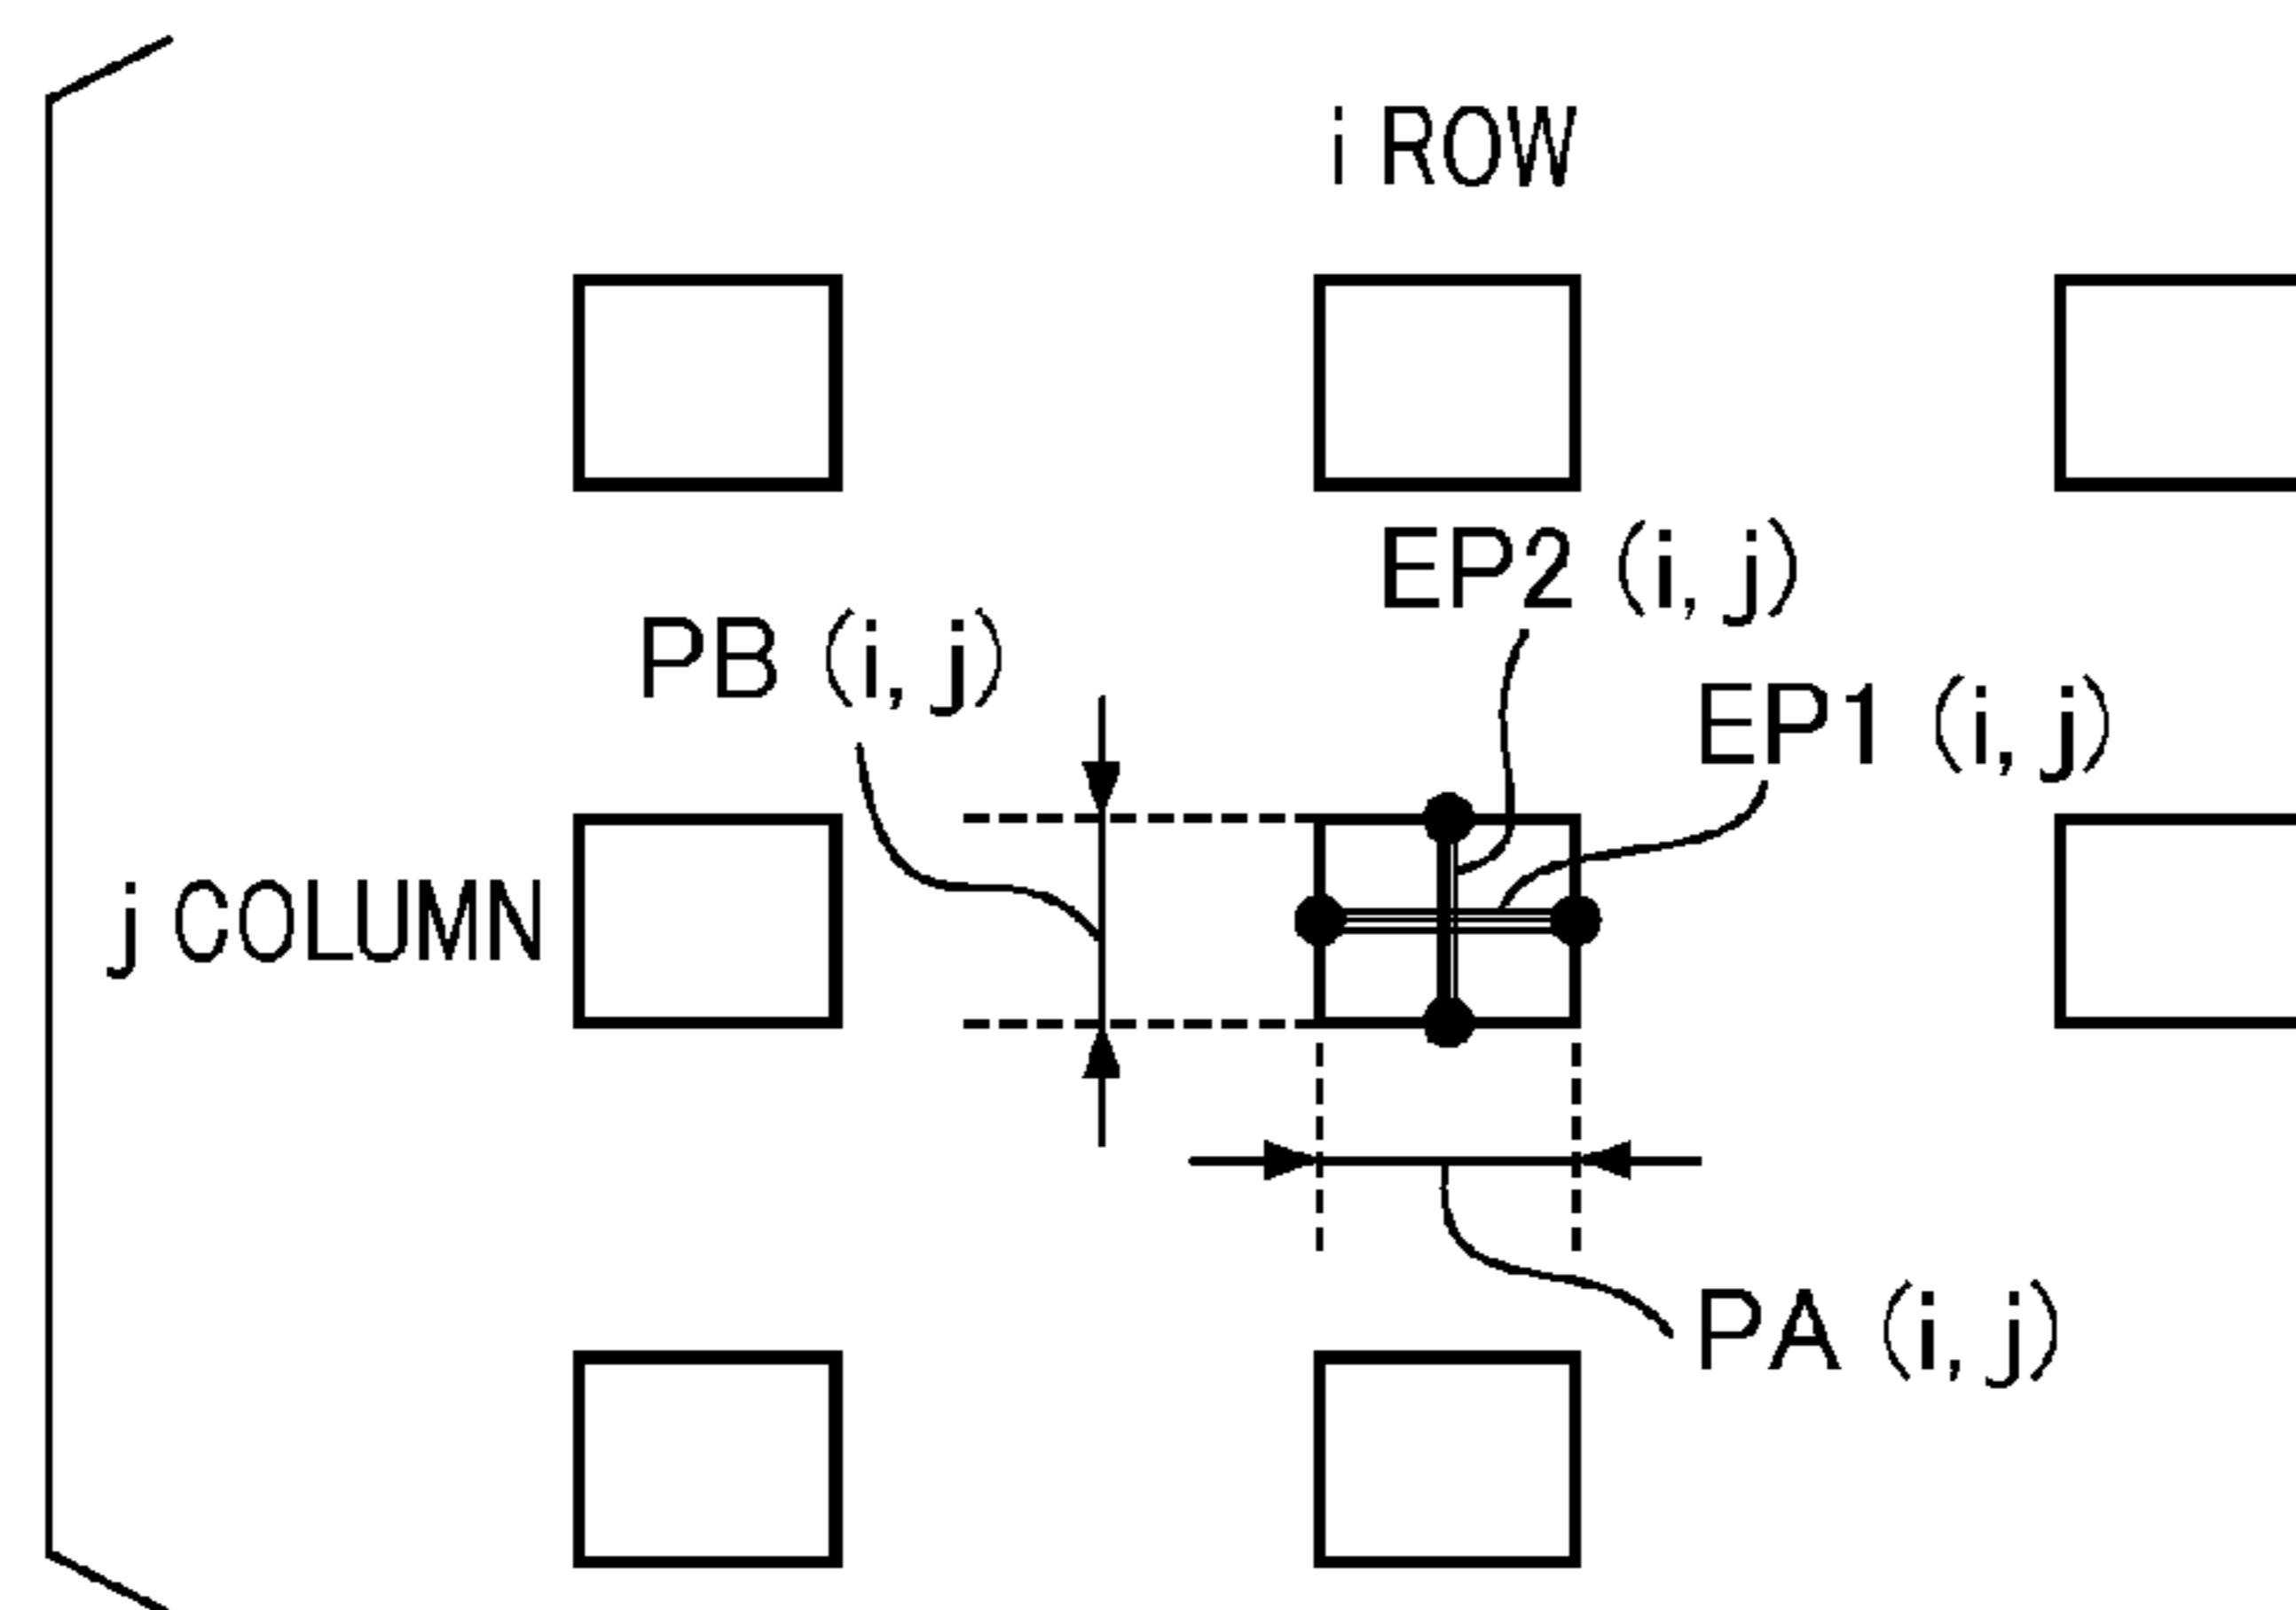 i ROW
EP2 (i, j)
PB (i, j)
EP1 (i, j)
j COLUMN
PA (i, j)